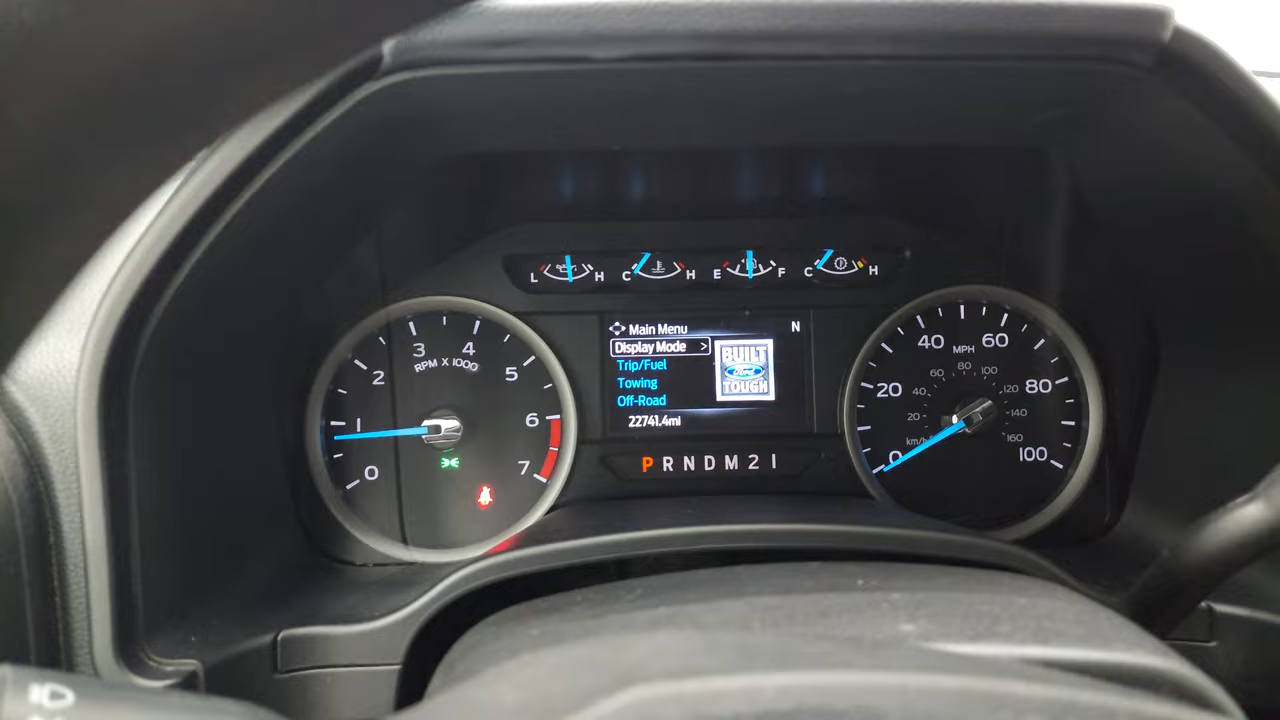 L H C H E F C H
Main Menu N
Display Mode >
Trip/Fuel
Towing
Off-Road
22741.4mi
BUILT
Ford
TOUGH
P R N D M 2 1
0 1 2 3 4 5 6 7
RPM X 1000
0 20 40 60 80 100
MPH
20 40 60 80 100 120 140 160
km/h